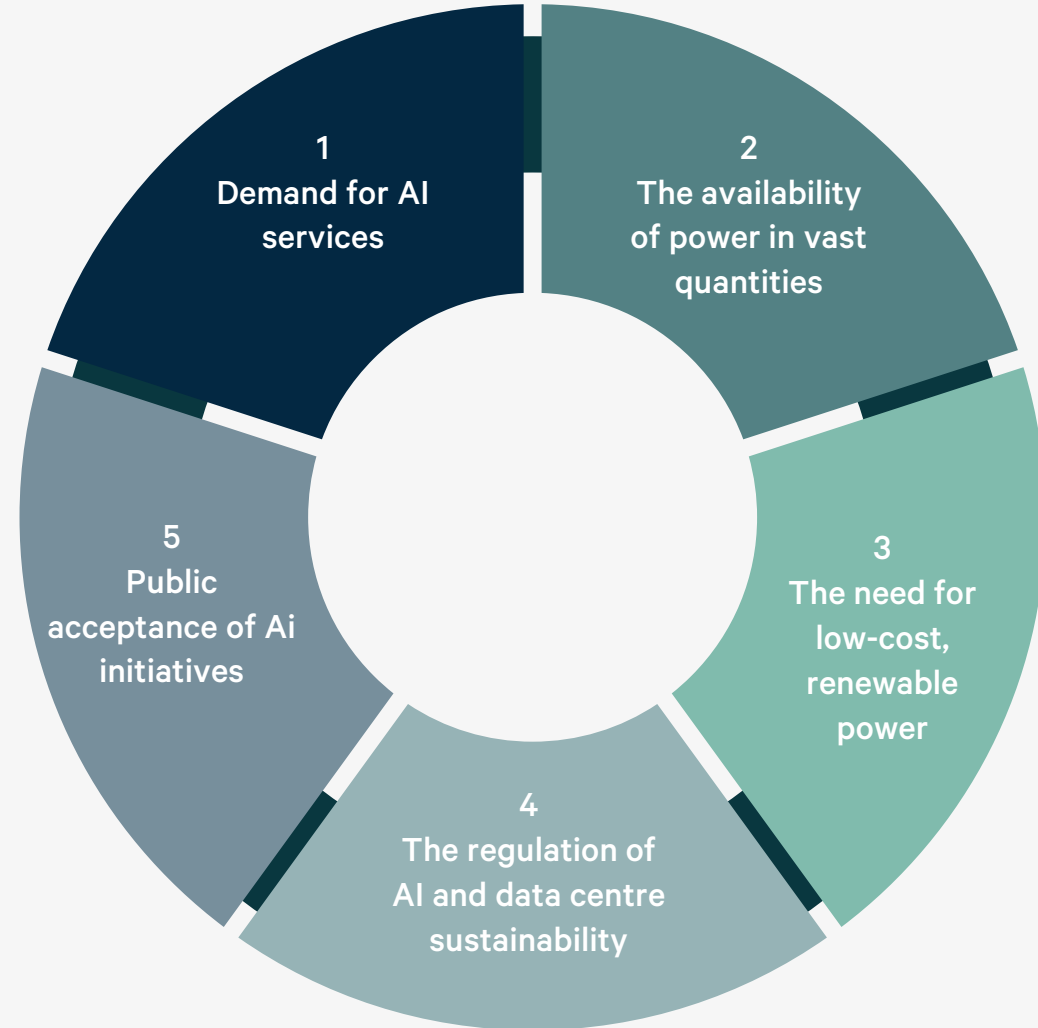 1
Demand for AI
services
2
The availability
of power in vast
quantities
3
The need for
low-cost,
renewable
power
4
The regulation of
AI and data centre
sustainability
5
Public
acceptance of Ai
initiatives